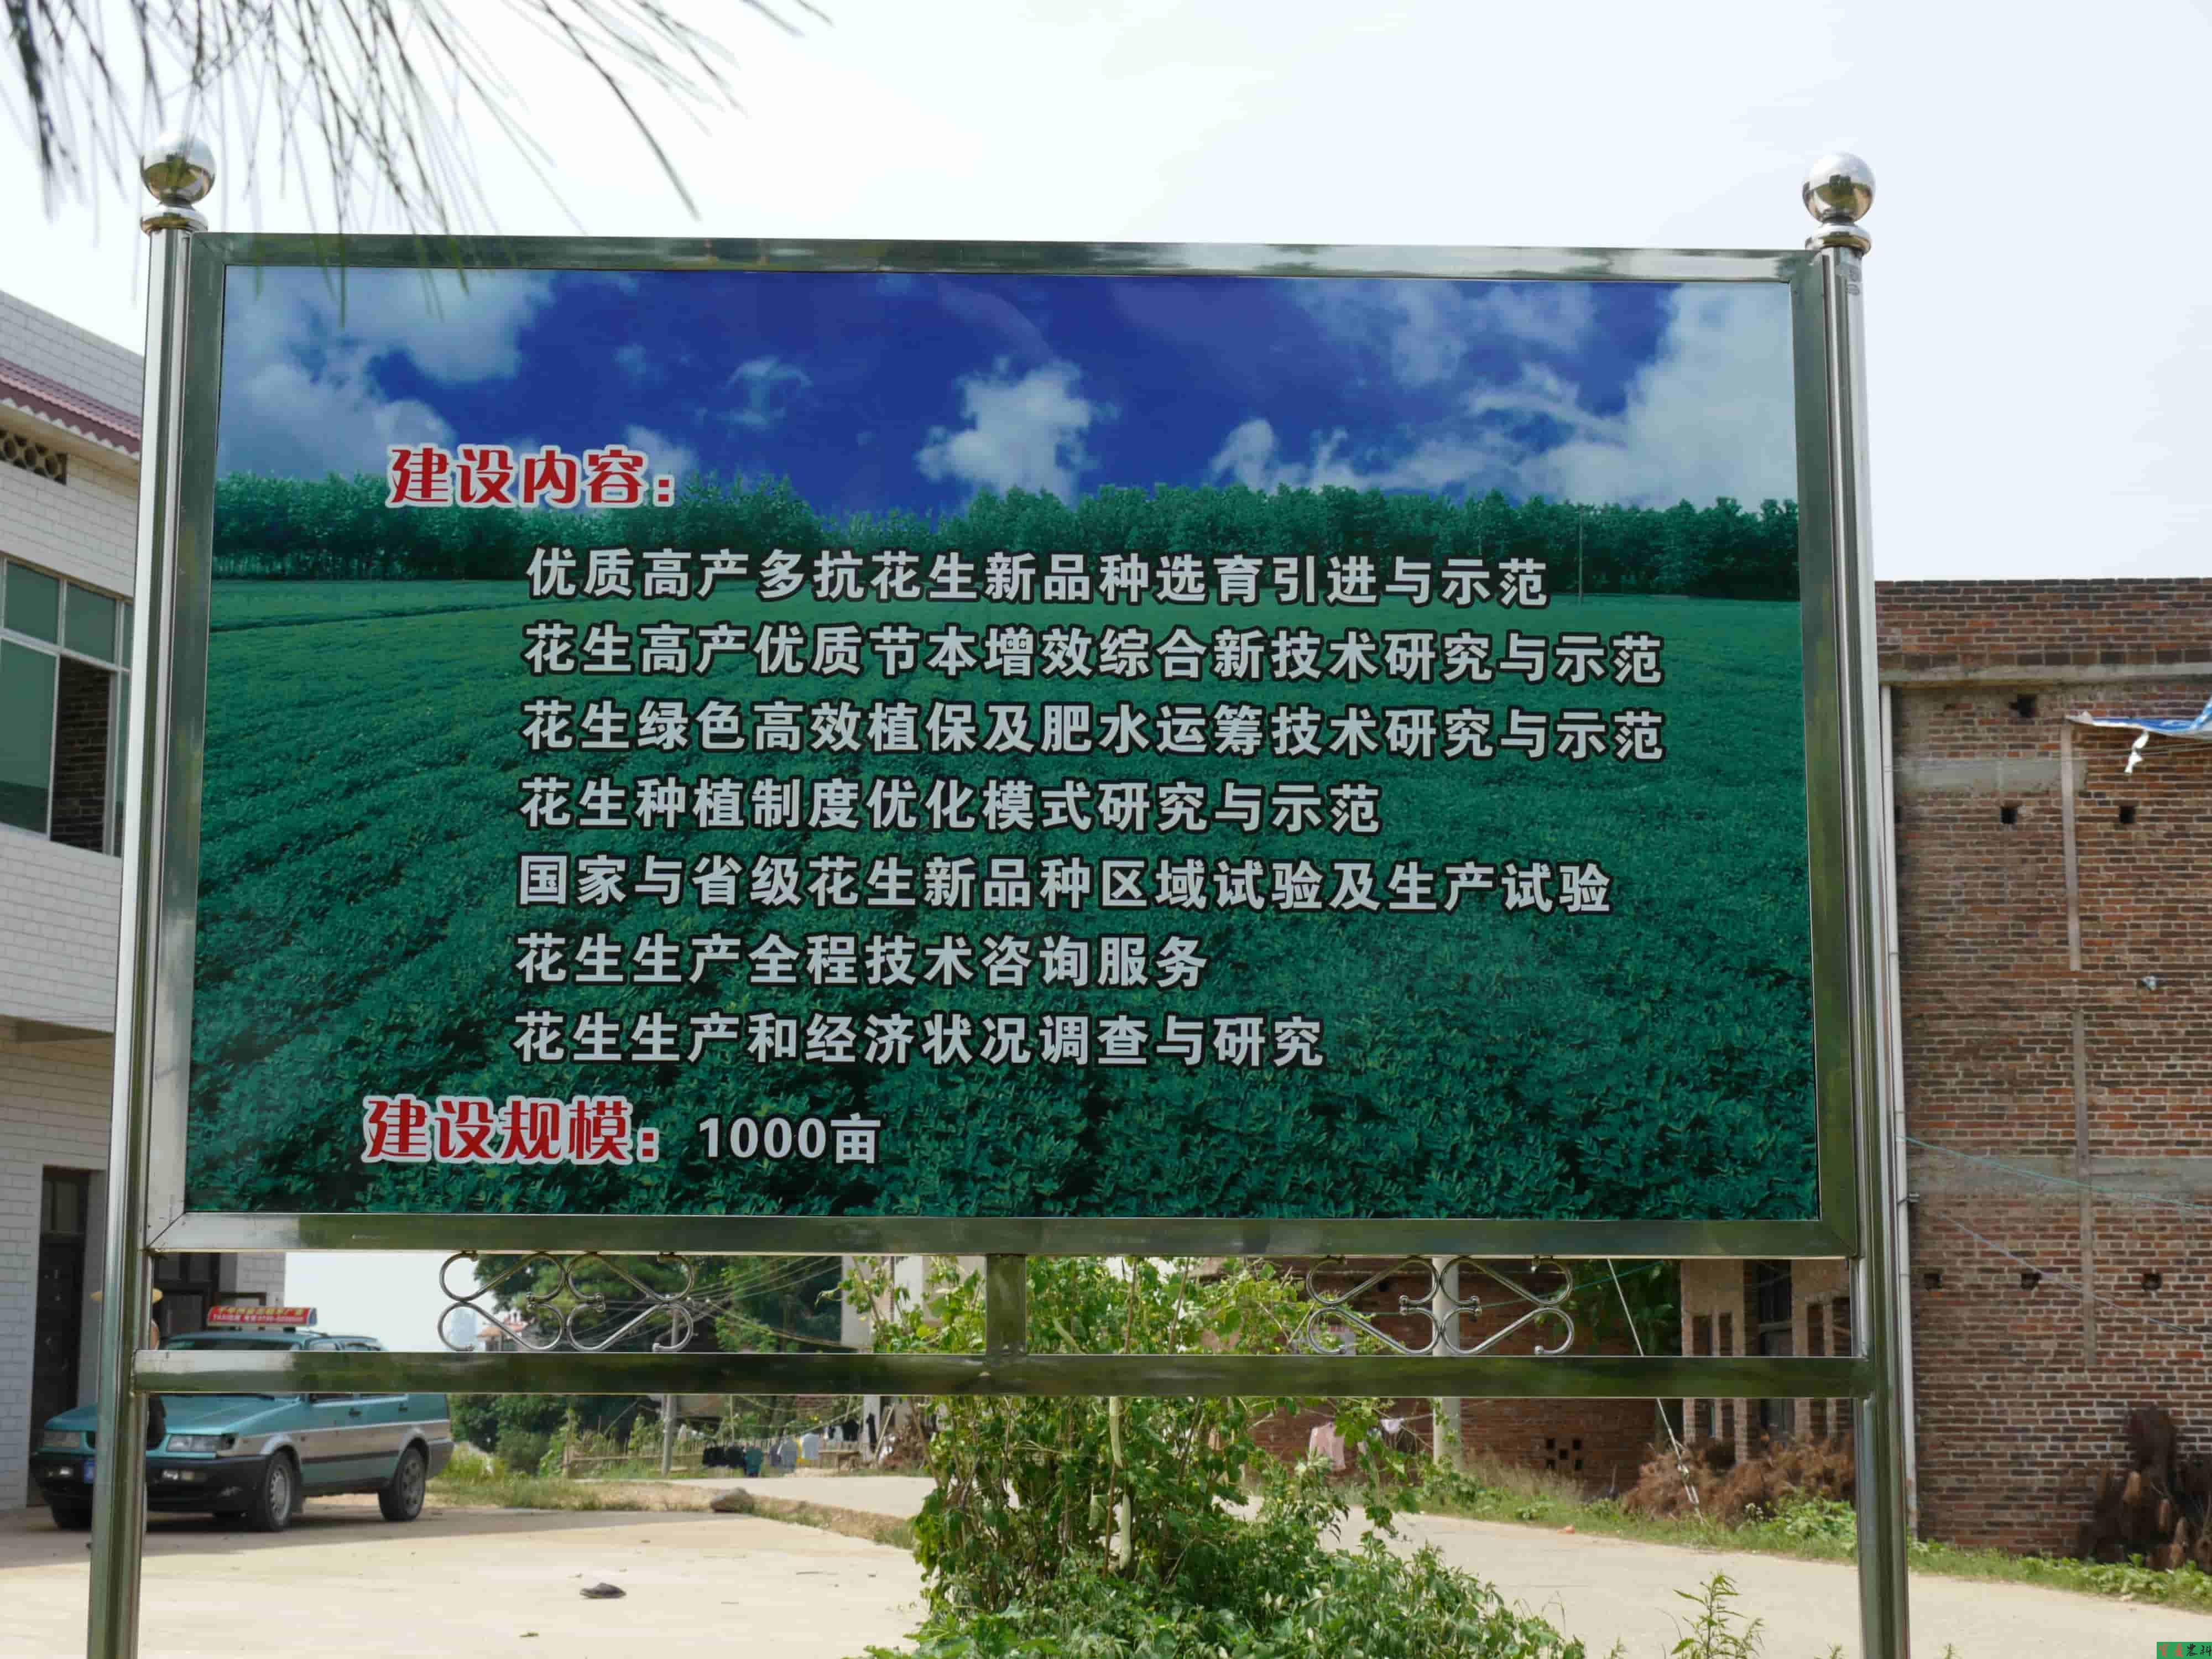 建设内容：
优质高产多抗花生新品种选育引进与示范
花生高产优质节本增效综合新技术研究与示范
花生绿色高效植保及肥水运筹技术研究与示范
花生种植制度优化模式研究与示范
国家与省级花生新品种区域试验及生产试验
花生生产全程技术咨询服务
花生生产和经济状况调查与研究
建设规模：1000亩